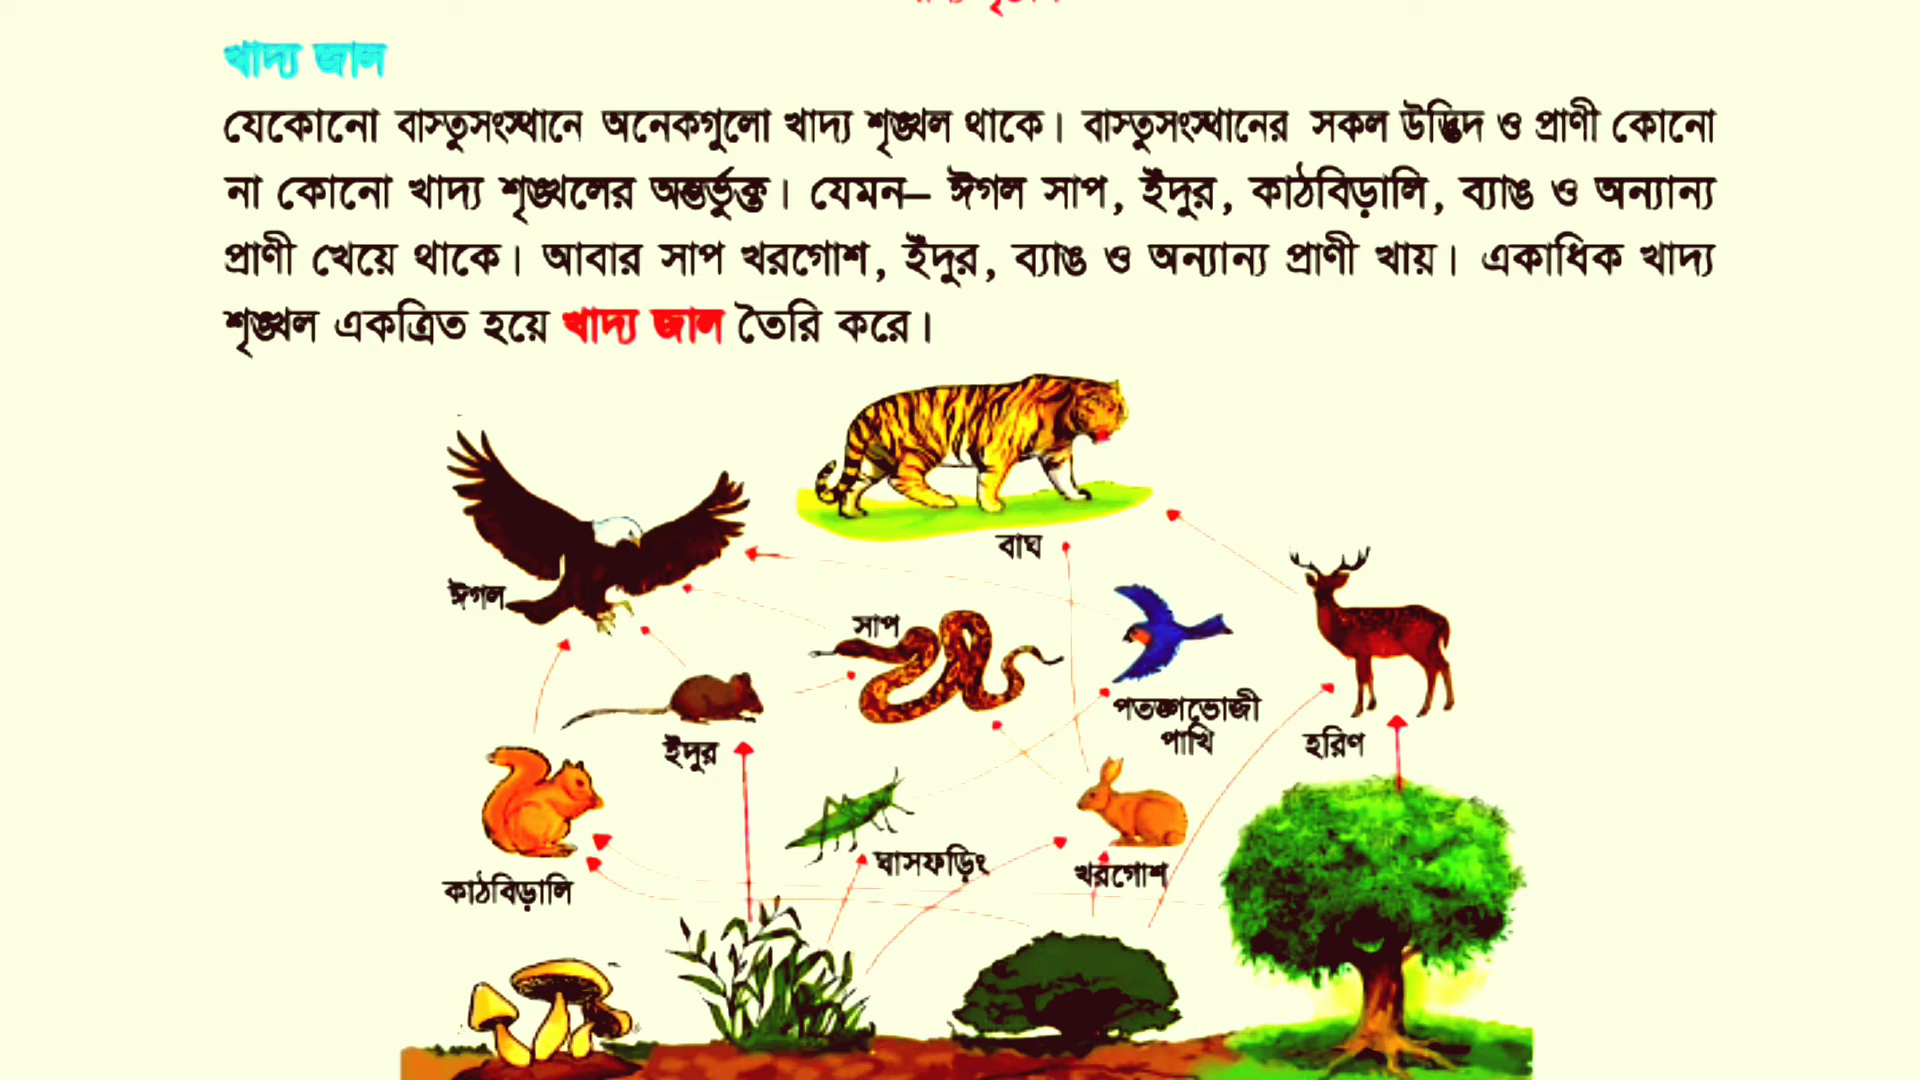 খাদ্য জাল
যেকোনো বাস্তুসংস্থানে অনেকগুলো খাদ্য শৃঙ্খল থাকে। বাস্তুসংস্থানের সকল উদ্ভিদ ও প্রাণী কোনো
না কোনো খাদ্য শৃঙ্খলের অন্তর্ভুক্ত। যেমন– ঈগল সাপ, ইঁদুর, কাঠবিড়ালি, ব্যাঙ ও অন্যান্য
প্রাণী খেয়ে থাকে। আবার সাপ খরগোশ, ইঁদুর, ব্যাঙ ও অন্যান্য প্রাণী খায়। একাধিক খাদ্য
শৃঙ্খল একত্রিত হয়ে খাদ্য জাল তৈরি করে।
বাঘ
ঈগল
সাপ
পতঙ্গভোজী
পাখি
হরিণ
ইঁদুর
ঘাসফড়িং
খরগোশ
কাঠবিড়ালি